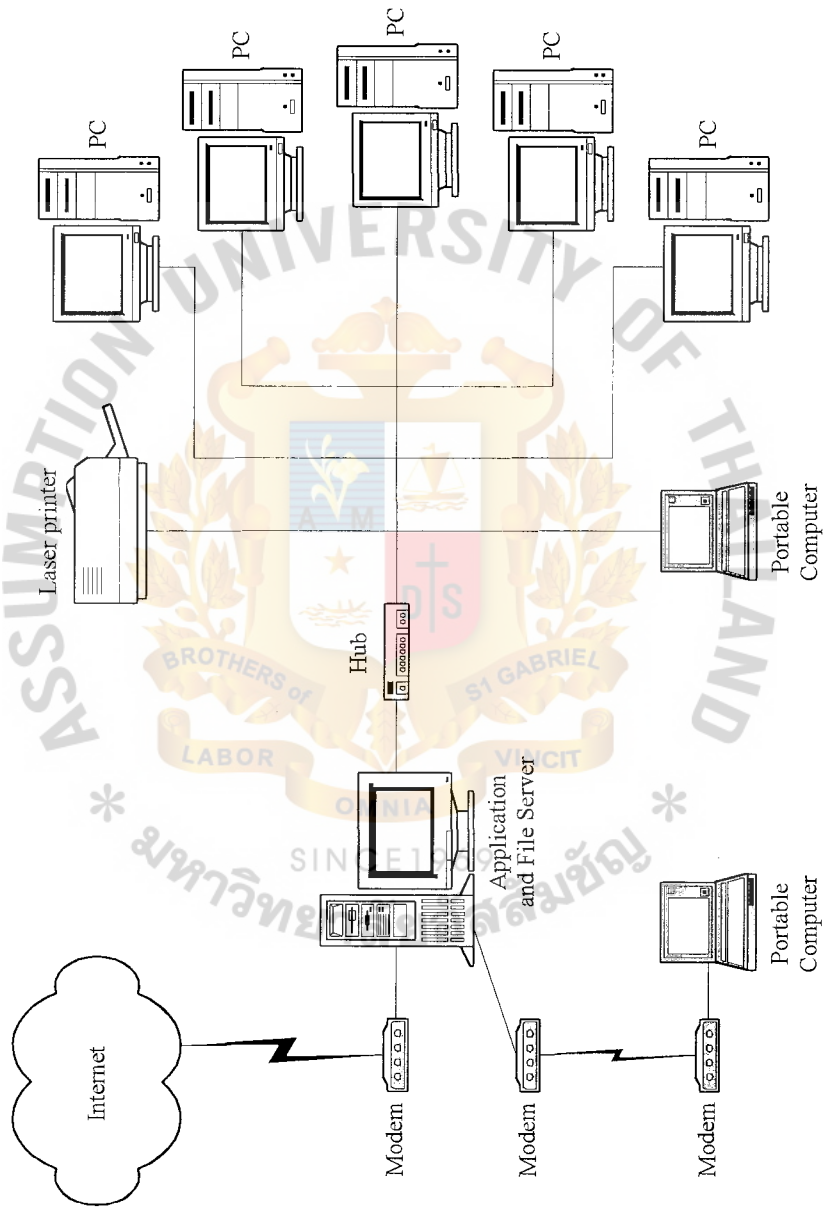 Internet
Modem
Modem
Modem
Application
and File Server
Portable
Computer
Hub
Laser printer
Portable
Computer
PC
PC
PC
PC
PC
ASSUMPTION UNIVERSITY OF THAILAND
A M
D S
BROTHERS of
ST GABRIEL
LABOR
OMNIA
VINCIT
SINCE 1969